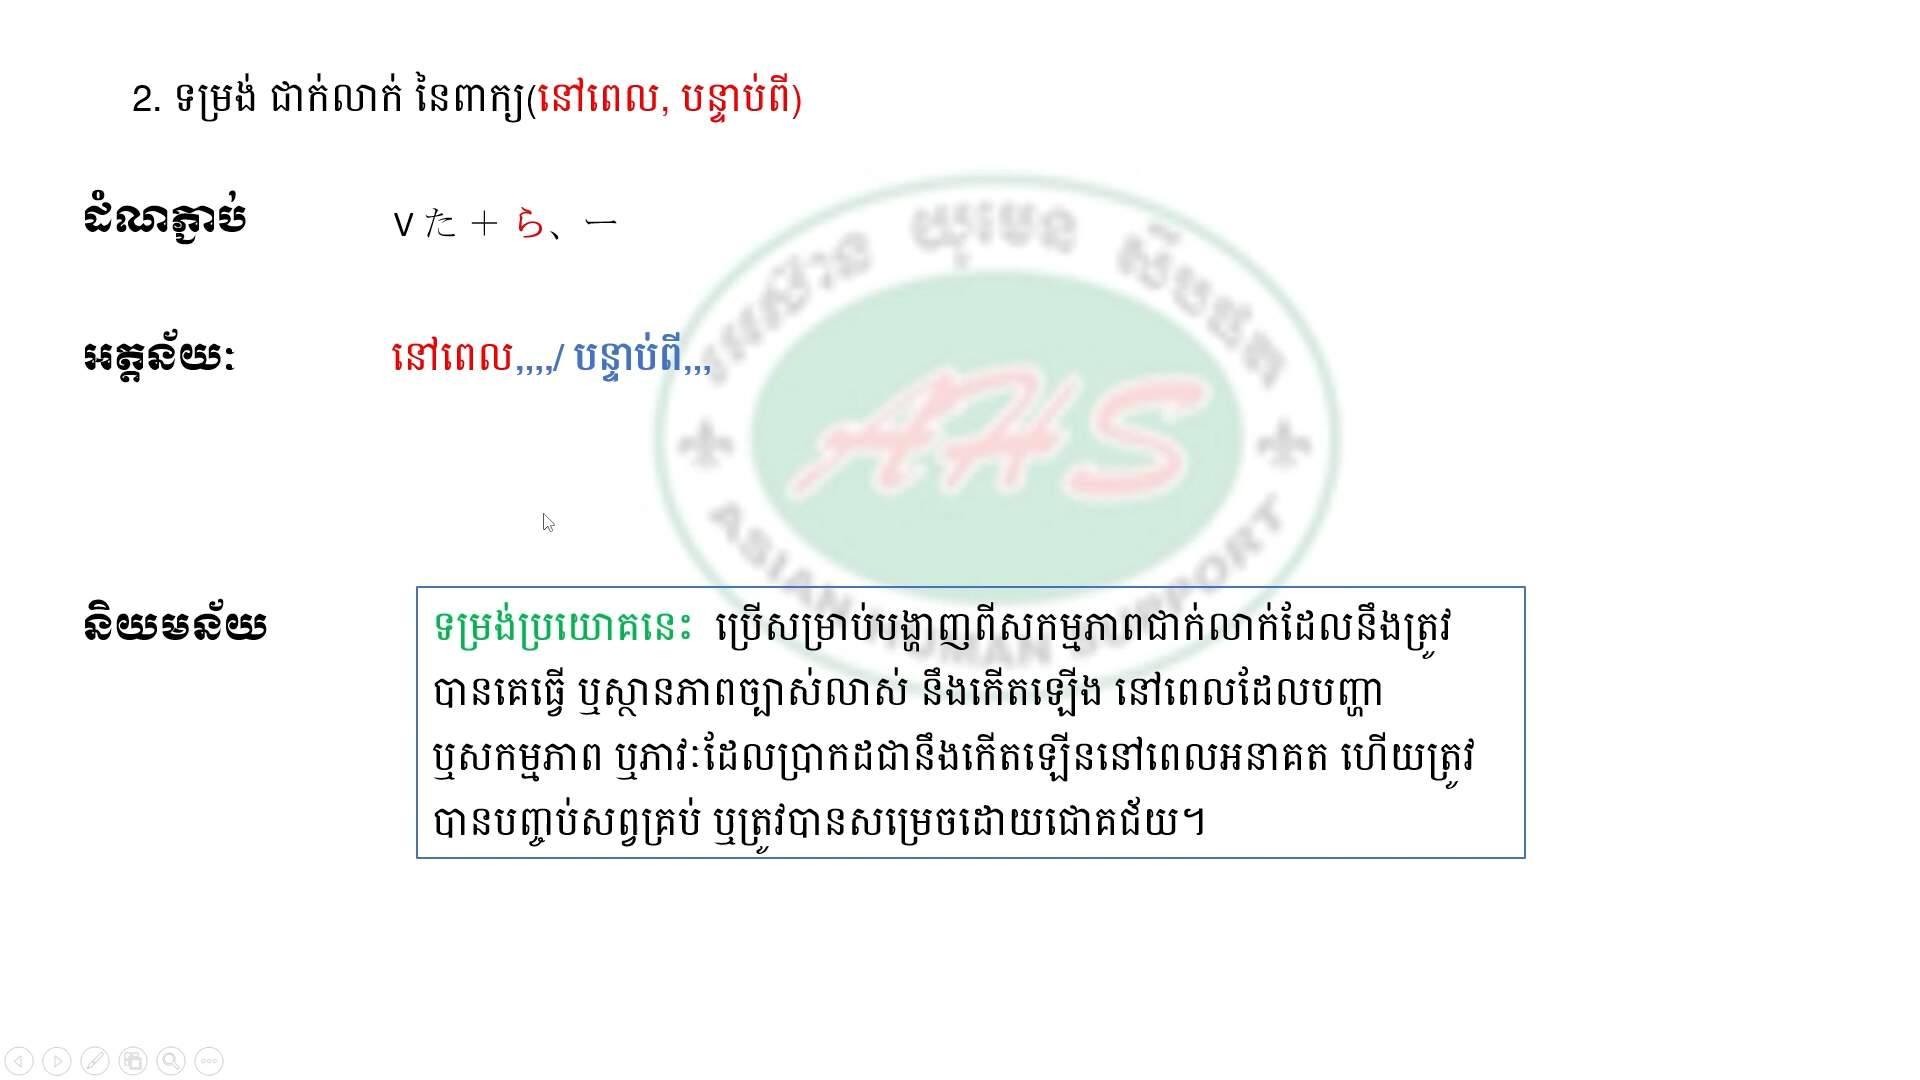 2. ទម្រង់ ជាក់លាក់ នៃពាក្យ(នៅពេល, បន្ទាប់ពី)
ដំណភ្ជាប់ V た ＋ ら、ー
អត្តន័យ: នៅពេល,,,,/ បន្ទាប់ពី,,,
និយមន័យ ទម្រង់ប្រយោគនេះ ប្រើសម្រាប់បង្ហាញពីសកម្មភាពជាក់លាក់ដែលនឹងត្រូវ
បានគេធ្វើ ឬស្ថានភាពច្បាស់លាស់ នឹងកើតឡើង នៅពេលដែលបញ្ហា
ឬសកម្មភាព ឬភាវៈដែលប្រាកដជានឹងកើតឡើននៅពេលអនាគត ហើយត្រូវ
បានបញ្ចប់សព្វគ្រប់ ឬត្រូវបានសម្រេចដោយជោគជ័យ។
AHS
ASIAN HUMAN SUPPORT